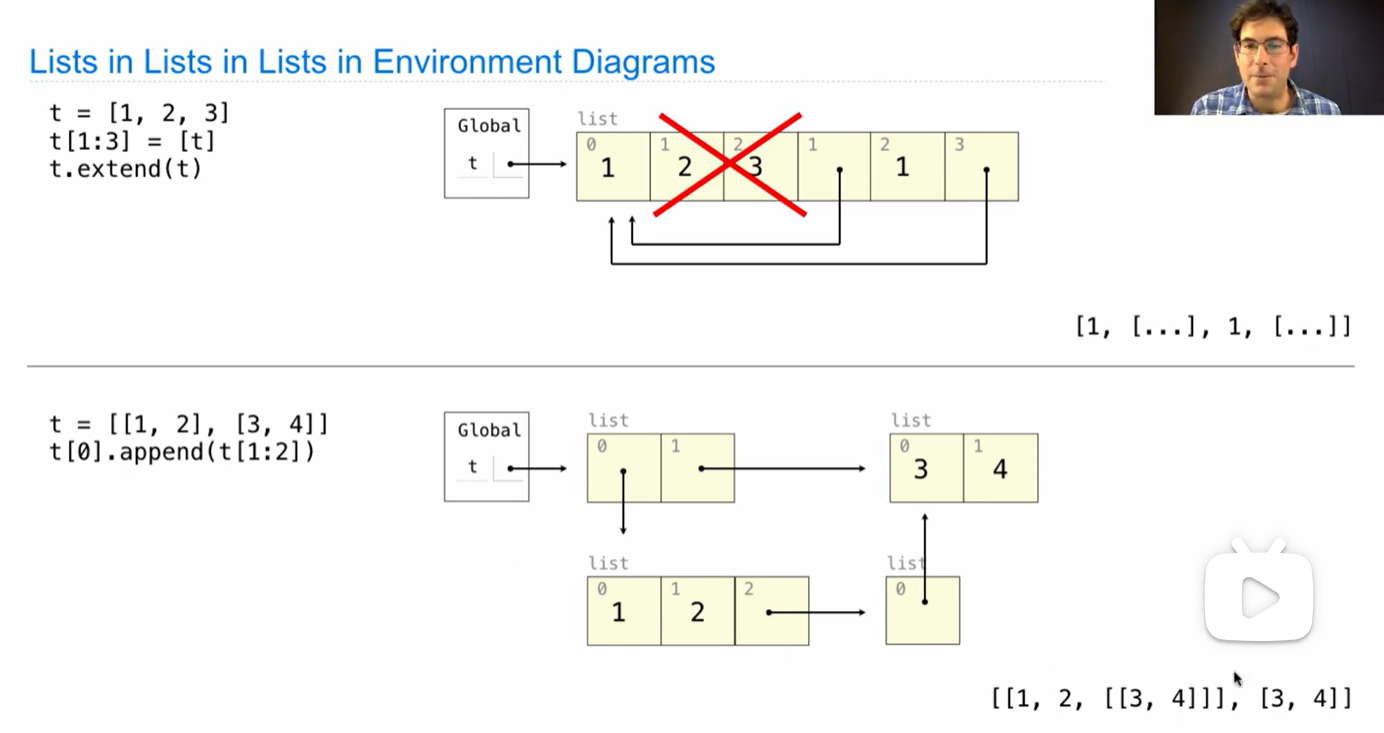 Lists in Lists in Lists in Environment Diagrams
t = [1, 2, 3]
t[1:3] = [t]
t.extend(t)
Global
t
list
0 1 2 1 2 3
1 2 3 1
[1, [...], 1, [...]]
t = [[1, 2], [3, 4]]
t[0].append(t[1:2])
Global
t
list
0 1
list
0 1
3 4
list
0 1 2
1 2
list
0
[[1, 2, [[3, 4]]], [3, 4]]